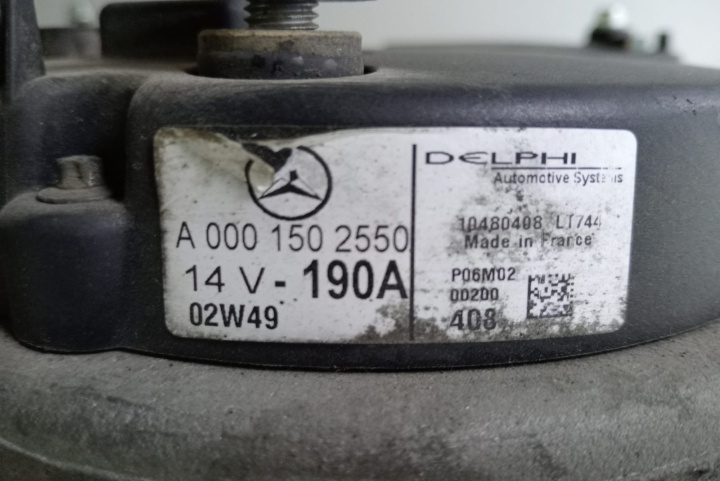 A 000 150 2550
14 V - 190A
02W49
DELPHI
Automotive Systems
10480408 LT744
Made in France
P06M02
00200
408